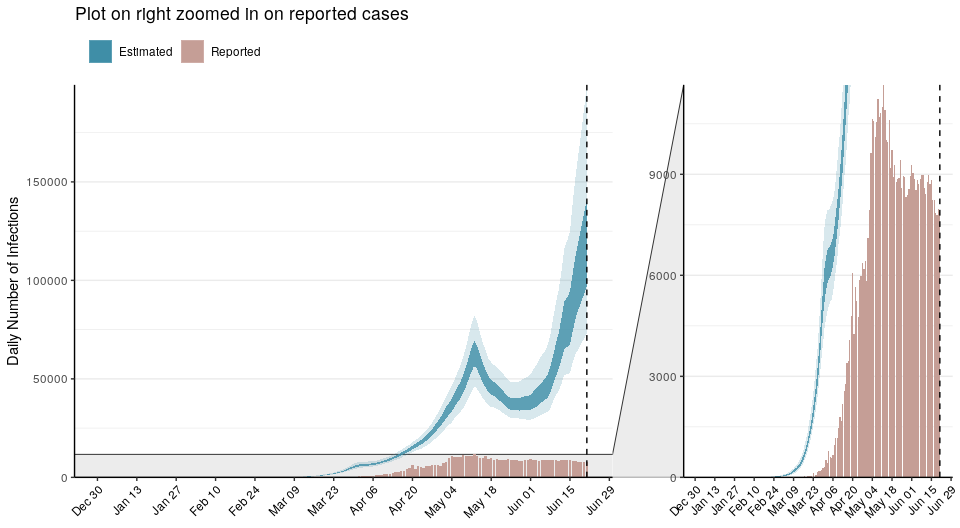 Plot on right zoomed in on reported cases
Estimated Reported
Daily Number of Infections
150000
100000
50000
0
Dec 30 Jan 13 Jan 27 Feb 10 Feb 24 Mar 09 Mar 23 Apr 06 Apr 20 May 04 May 18 Jun 01 Jun 15 Jun 29
9000
6000
3000
0
Dec 30 Jan 13 Jan 27 Feb 10 Feb 24 Mar 09 Mar 23 Apr 06 Apr 20 May 04 May 18 Jun 01 Jun 15 Jun 29